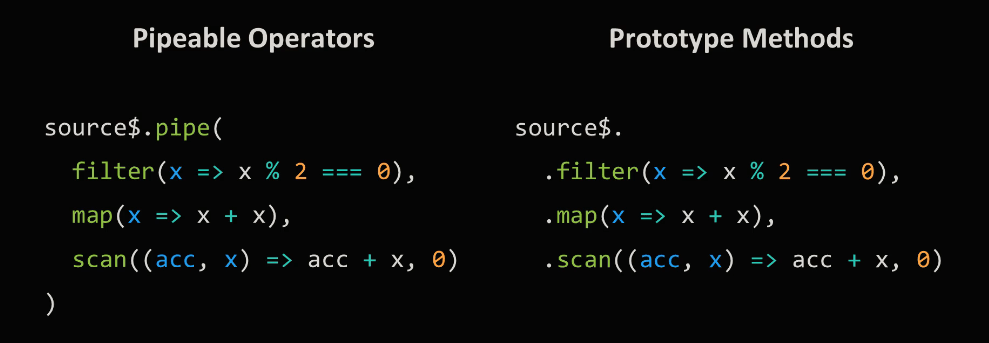 Pipeable Operators
source$.pipe(
filter(x => x % 2 === 0),
map(x => x + x),
scan((acc, x) => acc + x, 0)
)
Prototype Methods
source$.
.filter(x => x % 2 === 0),
.map(x => x + x),
.scan((acc, x) => acc + x, 0)